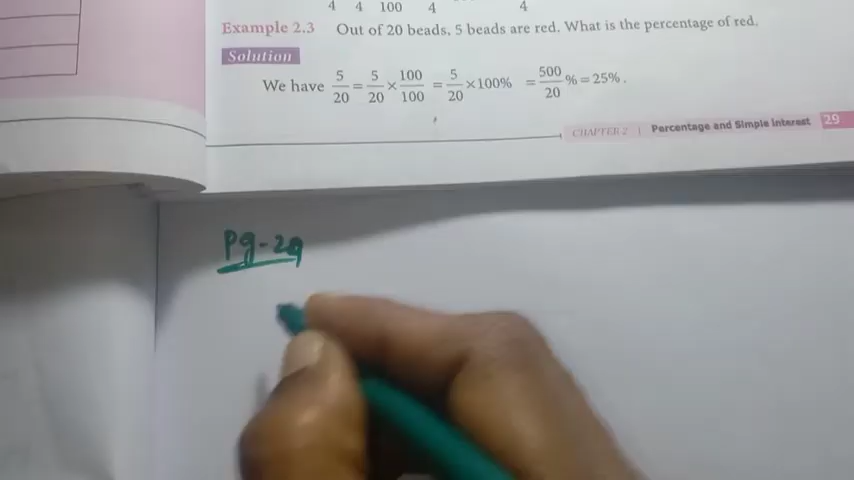 4 4 100 4 4
Example 2.3 Out of 20 beads, 5 beads are red. What is the percentage of red.
Solution
We have 5/20 = 5/20 × 100/100 = 5/20 ×100% = 500/20 % = 25% .
CHAPTER 2 | Percentage and Simple Interest 29
Pg-29